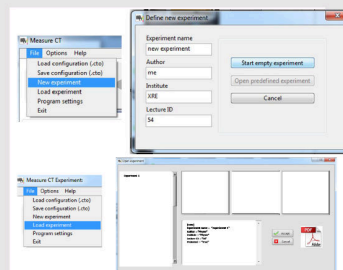 Measure CT
File Options Help
Load configuration (.cto)
Save configuration (.cto)
New experiment
Load experiment
Program settings
Exit
Define new experiment
Experiment name
new experiment
Author
me
Institute
XRE
Lecture ID
54
Start empty experiment
Open predefined experiment
Cancel
Measure CT Experiment:
File Options Help
Load configuration (.cto)
Save configuration (.cto)
New experiment
Load experiment
Program settings
Exit
Experiment 1
PDF